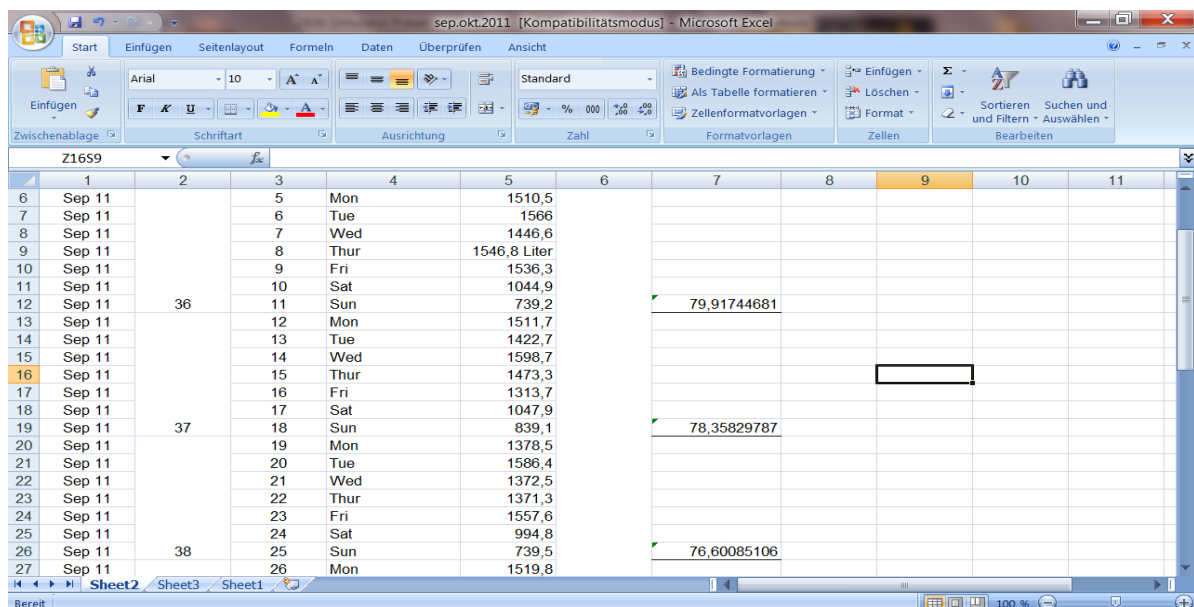 sep.okt.2011 [Kompatibilitätsmodus] - Microsoft Excel
Start Einfügen Seitenlayout Formeln Daten Überprüfen Ansicht
Einfügen
Arial 10
F K U
A A
A
Standard
% 000
Bedingte Formatierung
Als Tabelle formatieren
Zellenformatvorlagen
Einfügen
Löschen
Format
Σ
Sortieren und Filtern
Suchen und Auswählen
Zwischenablage Schriftart Ausrichtung Zahl Formatvorlagen Zellen Bearbeiten
Z16S9 fx
1 2 3 4 5 6 7 8 9 10 11
6 Sep 11 5 Mon 1510,5
7 Sep 11 6 Tue 1566
8 Sep 11 7 Wed 1446,6
9 Sep 11 8 Thur 1546,8 Liter
10 Sep 11 9 Fri 1536,3
11 Sep 11 10 Sat 1044,9
12 Sep 11 36 11 Sun 739,2 79,91744681
13 Sep 11 12 Mon 1511,7
14 Sep 11 13 Tue 1422,7
15 Sep 11 14 Wed 1598,7
16 Sep 11 15 Thur 1473,3
17 Sep 11 16 Fri 1313,7
18 Sep 11 17 Sat 1047,9
19 Sep 11 37 18 Sun 839,1 78,35829787
20 Sep 11 19 Mon 1378,5
21 Sep 11 20 Tue 1586,4
22 Sep 11 21 Wed 1372,5
23 Sep 11 22 Thur 1371,3
24 Sep 11 23 Fri 1557,6
25 Sep 11 24 Sat 994,8
26 Sep 11 38 25 Sun 739,5 76,60085106
27 Sep 11 26 Mon 1519,8
Sheet2 Sheet3 Sheet1
Bereit 100 %